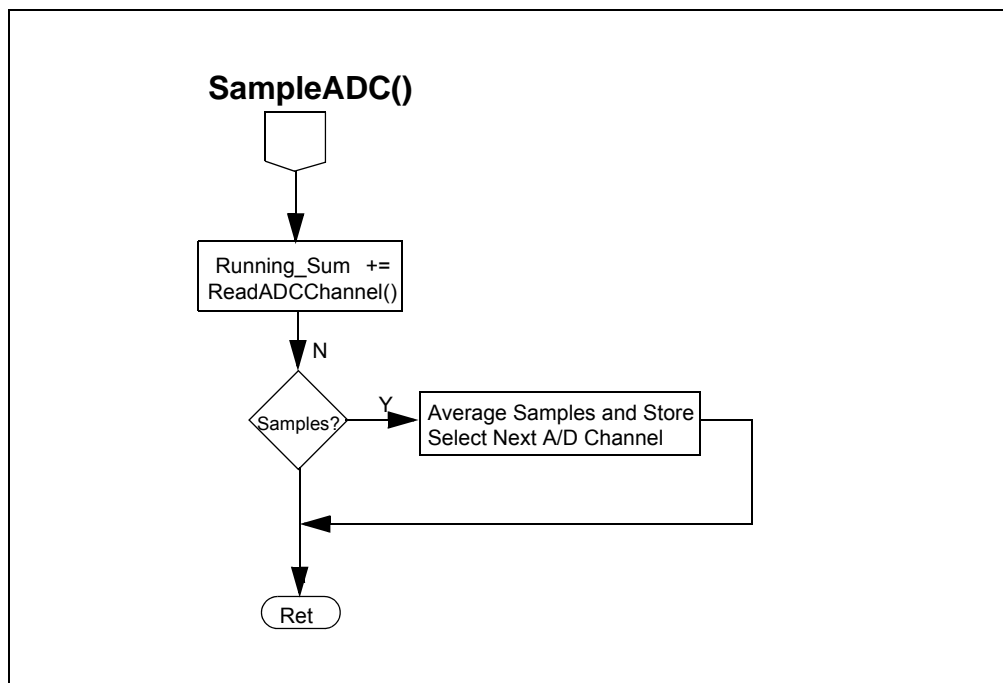 SampleADC()
Running_Sum +=
ReadADCChannel()
N
Samples?
Y
Average Samples and Store
Select Next A/D Channel
Ret